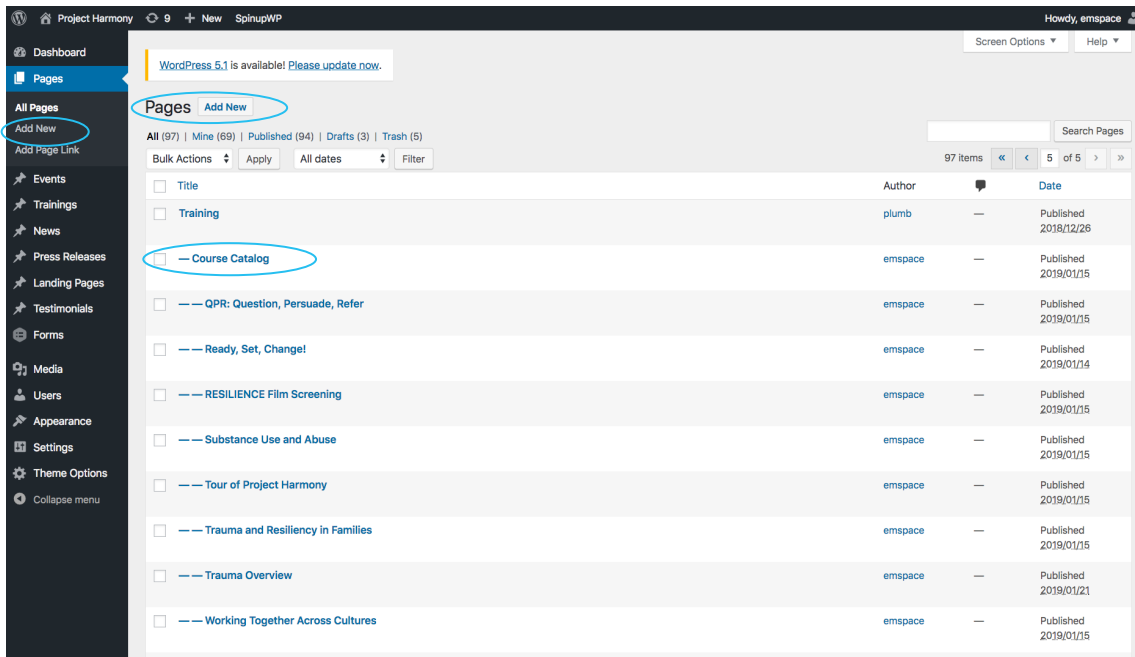 Project Harmony 9 + New SpinupWP Howdy, emspace
Screen Options ▼ Help ▼
Dashboard
Pages
All Pages
Add New
Add Page Link
Events
Trainings
News
Press Releases
Landing Pages
Testimonials
Forms
Media
Users
Appearance
Settings
Theme Options
Collapse menu
WordPress 5.1 is available! Please update now.
Pages Add New
All (97) | Mine (69) | Published (94) | Drafts (3) | Trash (5)
Search Pages
Bulk Actions Apply All dates Filter
97 items « ‹ 5 of 5 › »
Title Author Date
Training plumb — Published
2018/12/26
— Course Catalog emspace — Published
2019/01/15
— — QPR: Question, Persuade, Refer emspace — Published
2019/01/15
— — Ready, Set, Change! emspace — Published
2019/01/14
— — RESILIENCE Film Screening emspace — Published
2019/01/15
— — Substance Use and Abuse emspace — Published
2019/01/15
— — Tour of Project Harmony emspace — Published
2019/01/15
— — Trauma and Resiliency in Families emspace — Published
2019/01/15
— — Trauma Overview emspace — Published
2019/01/21
— — Working Together Across Cultures emspace — Published
2019/01/15